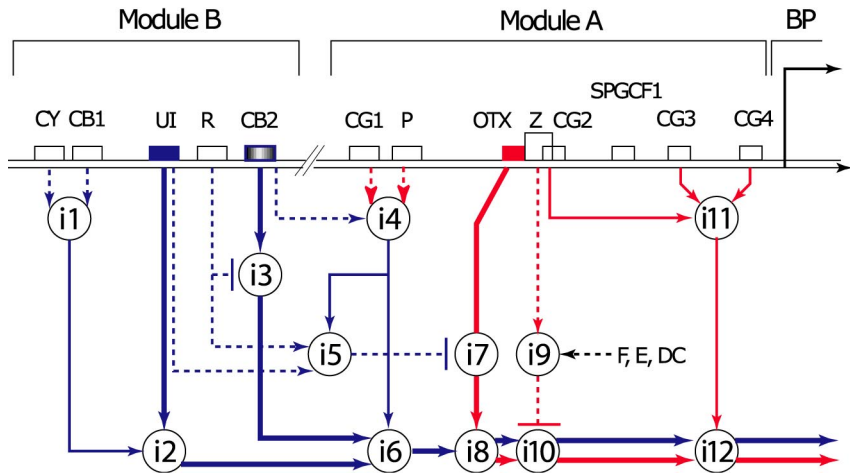 Module B Module A BP
SPGCF1
CY CB1 UI R CB2 CG1 P OTX Z CG2 CG3 CG4
i1 i4 i11
i3
i5 i7 i9 F, E, DC
i2 i6 i8 i10 i12